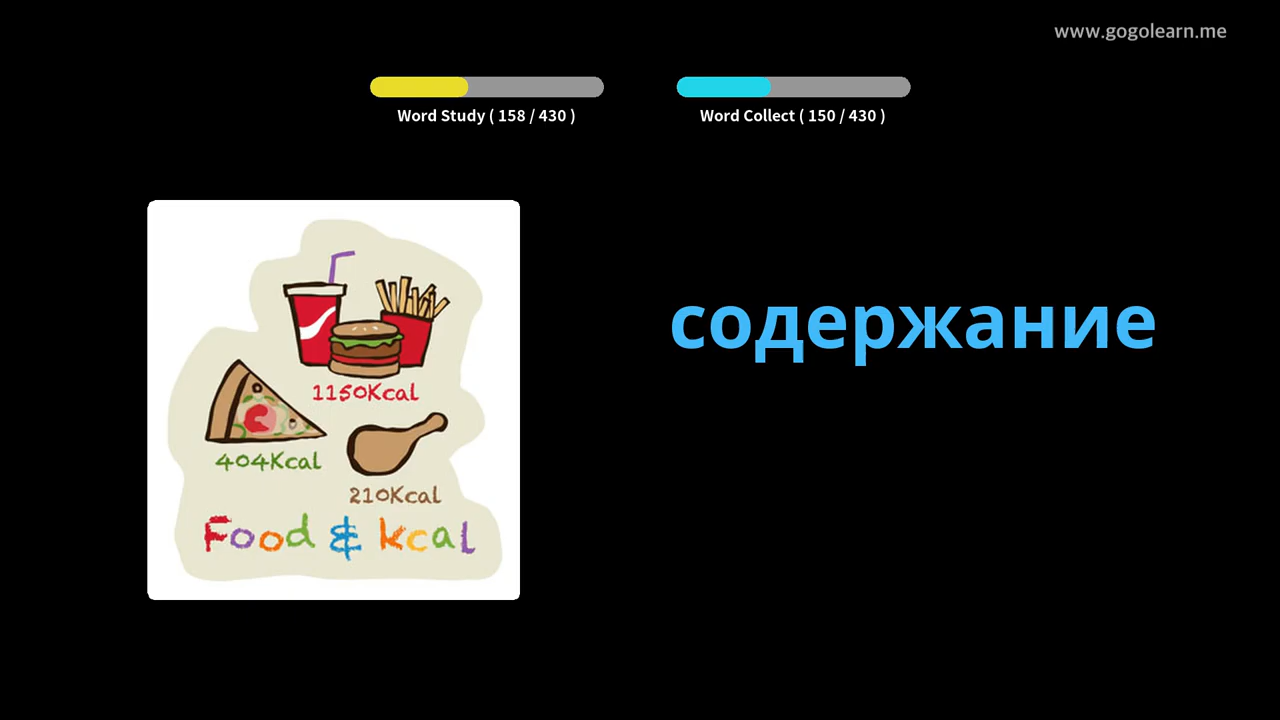 www.gogolearn.me
Word Study ( 158 / 430 )
Word Collect ( 150 / 430 )
содержание
1150Kcal
404Kcal
210Kcal
Food & kcal